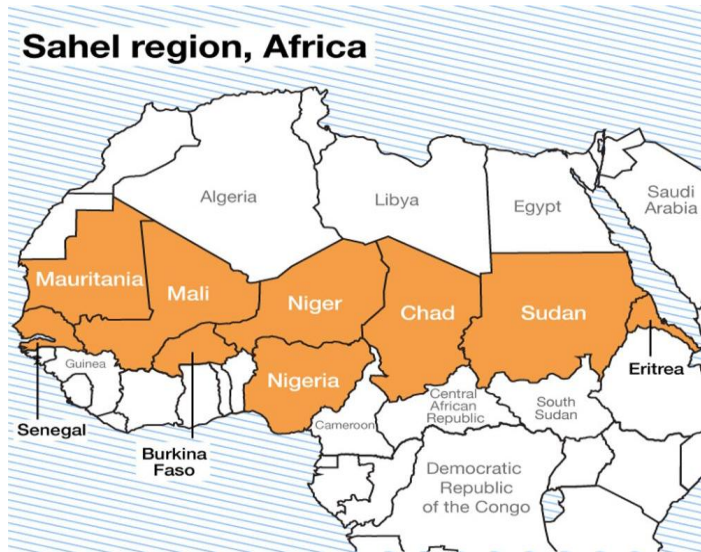 Sahel region, Africa
Algeria
Libya
Egypt
Saudi
Arabia
Mauritania
Mali
Niger
Chad
Sudan
Eritrea
Guinea
Nigeria
Senegal
Burkina
Faso
Cameroon
Central
African
Republic
South
Sudan
Democratic
Republic
of the Congo